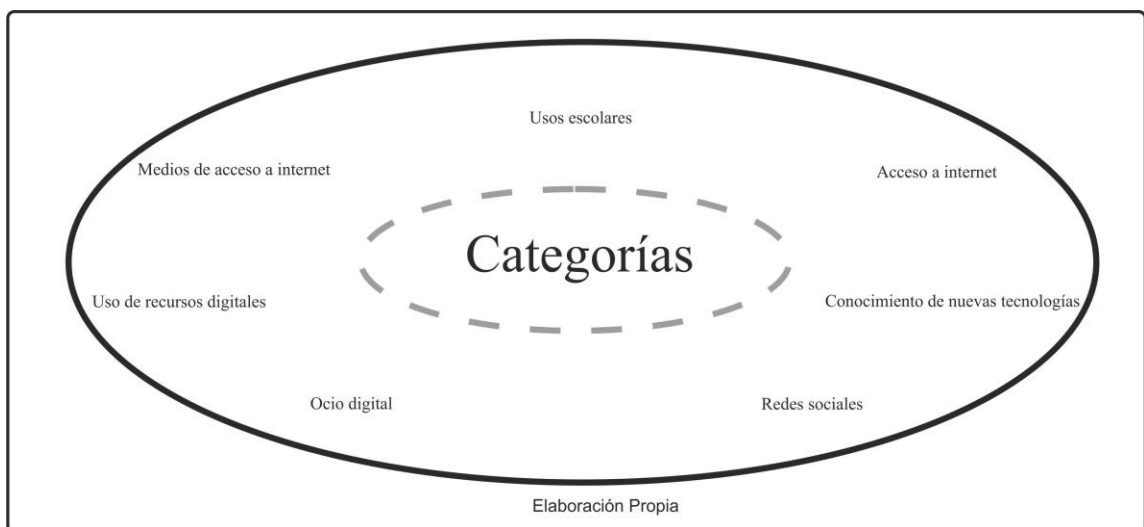 Usos escolares
Medios de acceso a internet
Acceso a internet
Categorías
Uso de recursos digitales
Conocimiento de nuevas tecnologías
Ocio digital
Redes sociales
Elaboración Propia